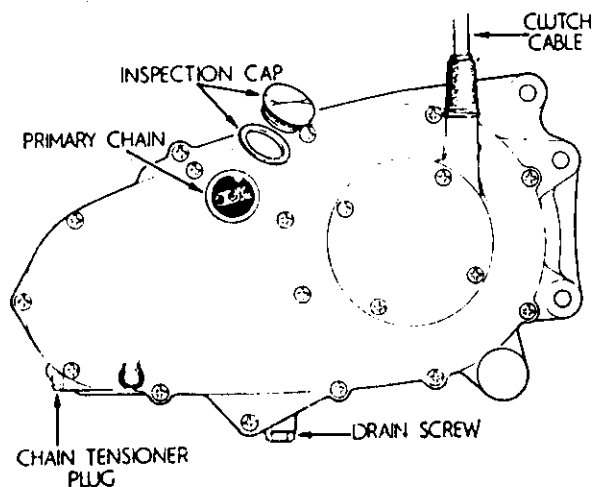 CLUTCH
CABLE
INSPECTION CAP
PRIMARY CHAIN
DRAIN SCREW
CHAIN TENSIONER
PLUG